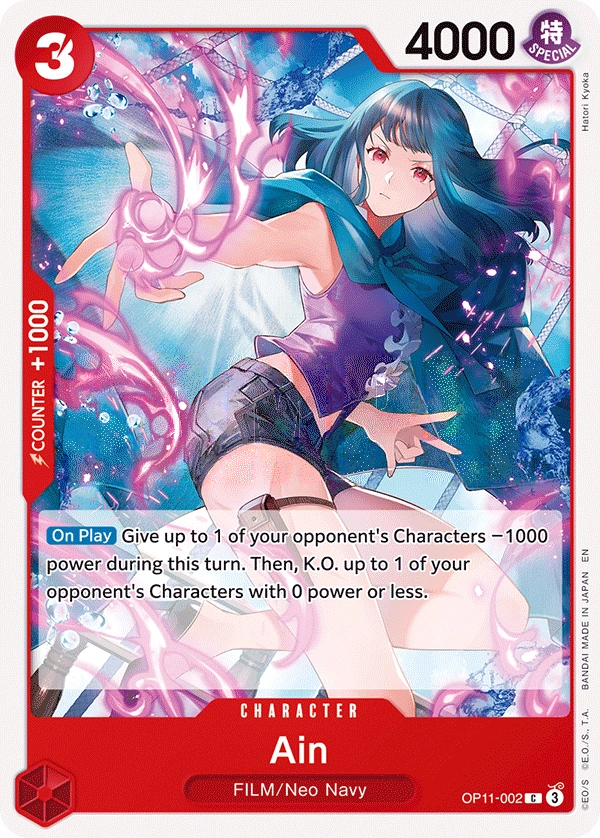 3
4000
特
SPECIAL
Hatori Kyoka
COUNTER +1000
On Play Give up to 1 of your opponent's Characters −1000
power during this turn. Then, K.O. up to 1 of your
opponent's Characters with 0 power or less.
CHARACTER
Ain
FILM/Neo Navy
OP11-002 C 3
©EO/S ©E.O./S., T.A. BANDAI MADE IN JAPAN EN